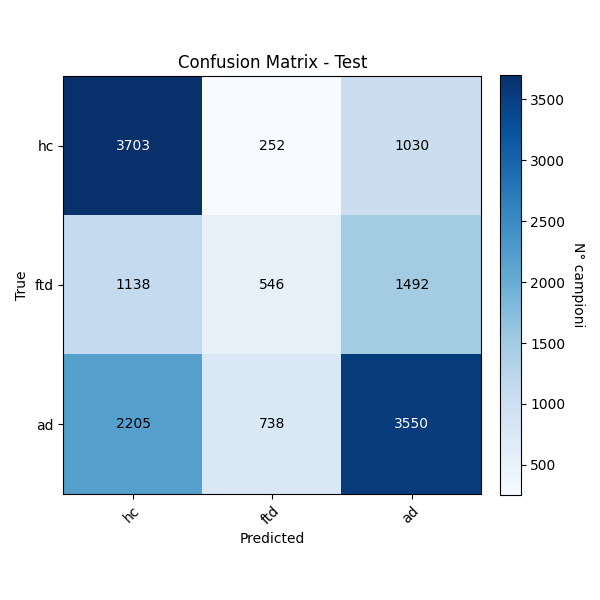 Confusion Matrix - Test
hc 3703 252 1030
ftd 1138 546 1492
ad 2205 738 3550
hc ftd ad
Predicted
True
3500
3000
2500
2000
1500
1000
500
N° campioni